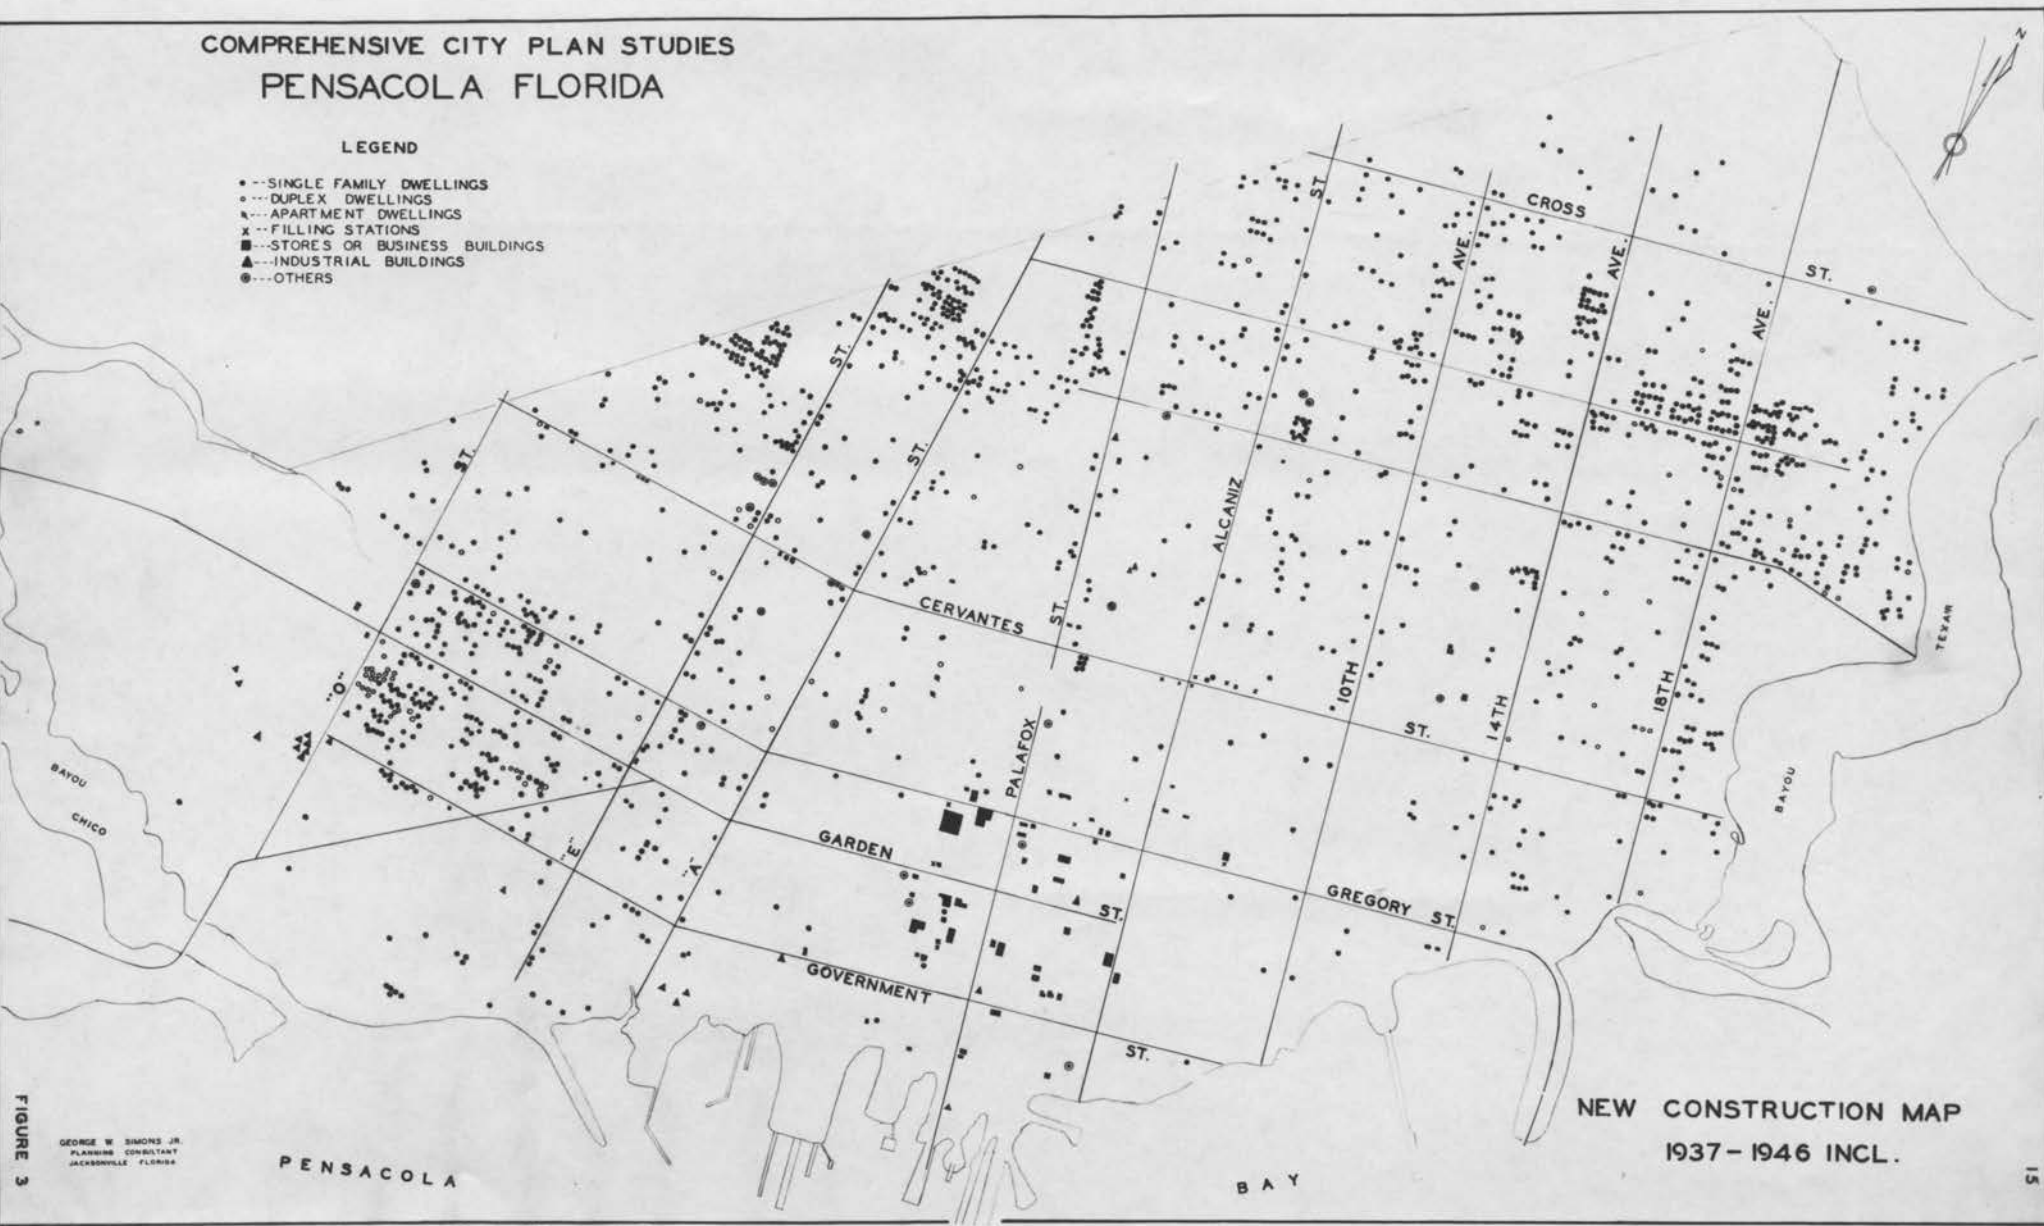 COMPREHENSIVE CITY PLAN STUDIES
PENSACOLA FLORIDA
LEGEND
SINGLE FAMILY DWELLINGS
DUPLEX DWELLINGS
APARTMENT DWELLINGS
FILLING STATIONS
STORES OR BUSINESS BUILDINGS
INDUSTRIAL BUILDINGS
OTHERS
N
CROSS
ST.
ST
AVE.
AVE.
AVE.
ST.
ST.
ST.
ALCANIZ
ST.
CERVANTES
ST.
10TH
14TH
18TH
TEXAR
BAYOU
PALAFOX
"O"
"E"
"A"
BAYOU
CHICO
GARDEN
ST.
GREGORY ST.
GOVERNMENT
ST.
NEW CONSTRUCTION MAP
1937-1946 INCL.
PENSACOLA
BAY
GEORGE W SIMONS JR.
PLANNING CONSULTANT
JACKSONVILLE FLORIDA
FIGURE 3
15